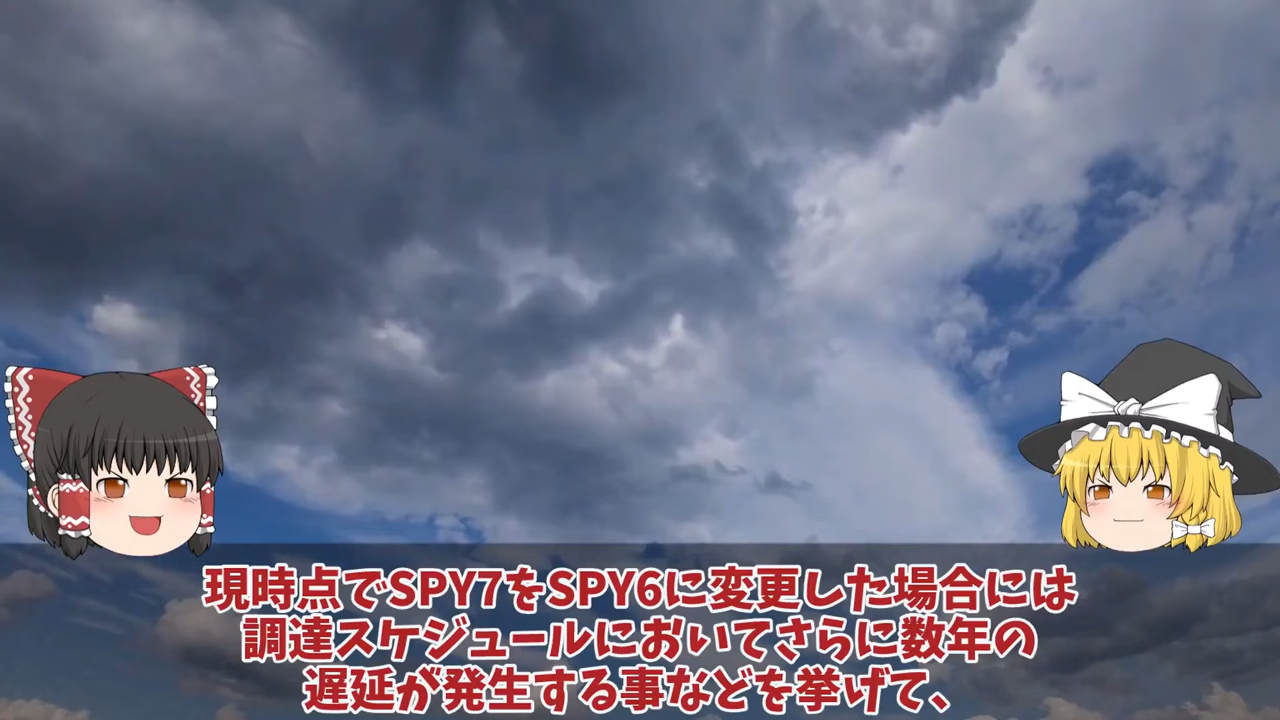 現時点でSPY7をSPY6に変更した場合には
調達スケジュールにおいてさらに数年の
遅延が発生する事などを挙げて、